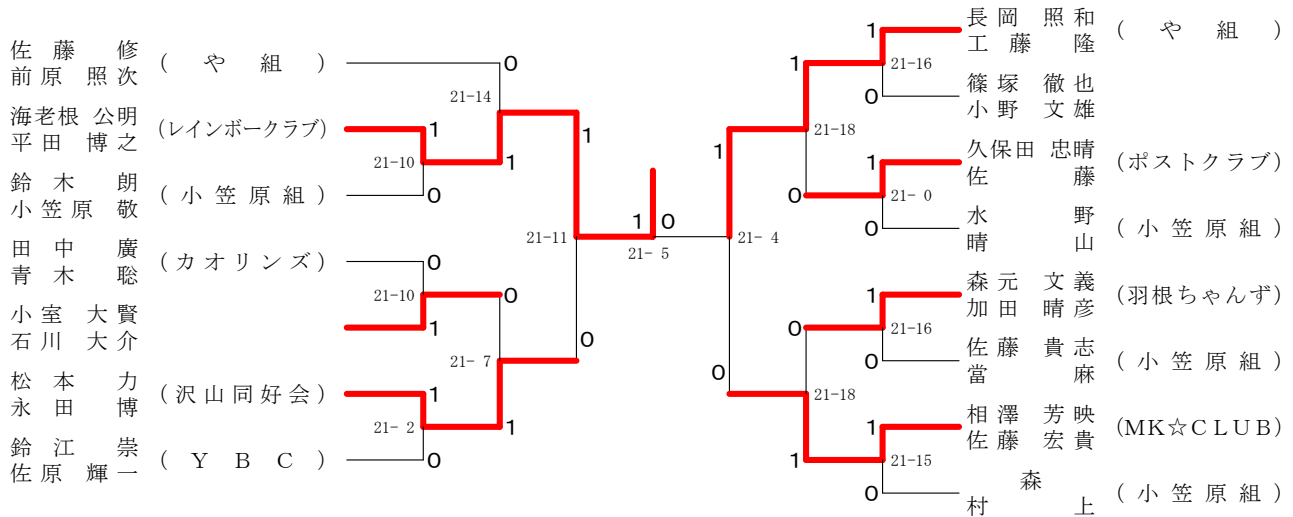 佐藤 修
前原 照次
(や組)
0
海老根 公明
平田 博之
(レインボークラブ)
1
鈴木 朗
小笠原 敬
(小笠原組)
0
21-10
21-14
1
田中 廣
青木 聡
(カオリンズ)
0
小室 大賢
石川 大介
1
21-10
0
松本 力
永田 博
(沢山同好会)
1
鈴江 崇
佐原 輝一
(YBC)
0
21- 2
1
21- 7
1
21-11
0
1
0
21- 5
長岡 照和
工藤 隆
(や組)
1
21-16
篠塚 徹也
小野 文雄
0
1
21-18
久保田 忠晴
佐藤
(ポストクラブ)
1
21- 0
水野
晴山
(小笠原組)
0
0
1
21- 4
森元 文義
加田 晴彦
(羽根ちゃんず)
1
21-16
佐藤 貴志
當麻
(小笠原組)
0
0
21-18
0
相澤 芳映
佐藤 宏貴
(MK☆CLUB)
1
21-15
森
村上
(小笠原組)
0
1